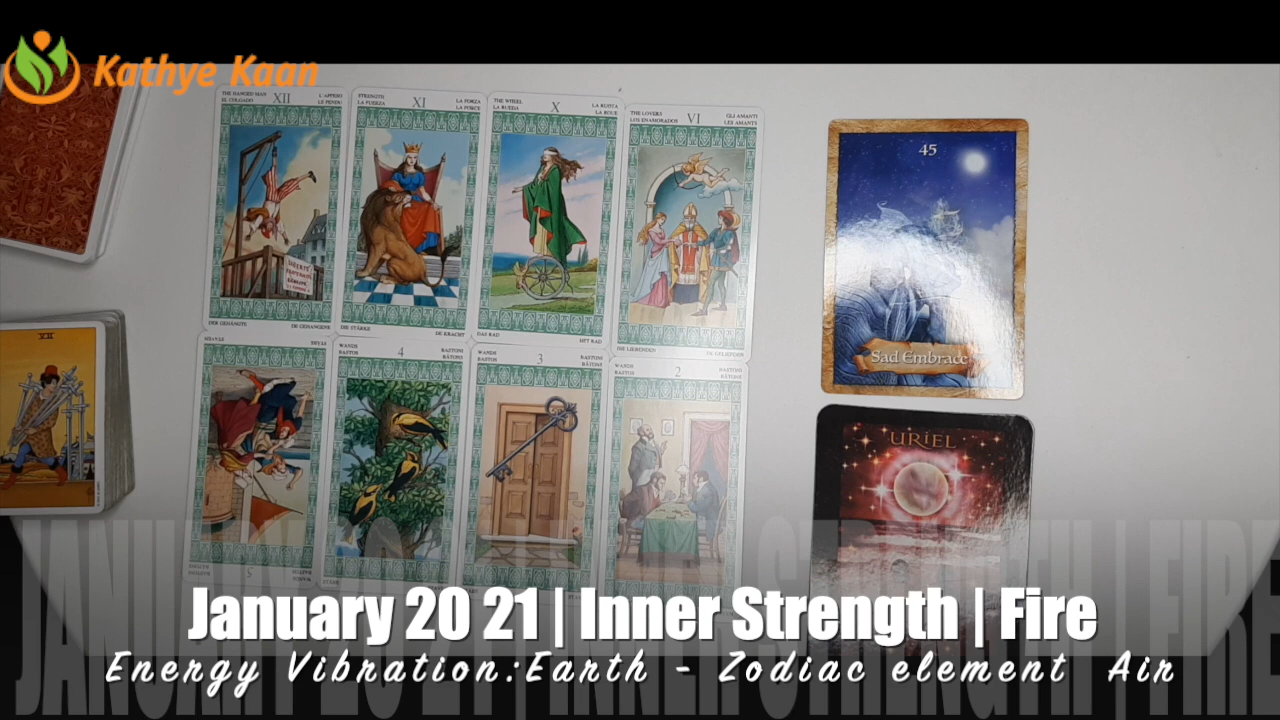 Kathye Kaan
THE HANGED MAN XII L'APPESO
EL COLGADO LE PENDU
STRENGTH XI LA FORZA
LA FUERZA LA FORCE
THE WHEEL X LA RUOTA
LA RUEDA LA ROUE
THE LOVERS VI GLI AMANTI
LOS ENAMORADOS LES AMANTS
45
DER GEHÄNGTE DE GEHANGENE
DIE STÄRKE DE KRACHT
DAS RAD HET RAD
DIE LIEBENDEN DE GELIEFDEN
Sad Embrace
VII
WANDS 4 BASTONI
BASTOS BÂTONS
WANDS 3 BASTONI
BASTOS BÂTONS
WANDS 2 BASTONI
BASTOS BÂTONS
URIEL
5
January 20 21 | Inner Strength | Fire
Energy Vibration:Earth - Zodiac element Air